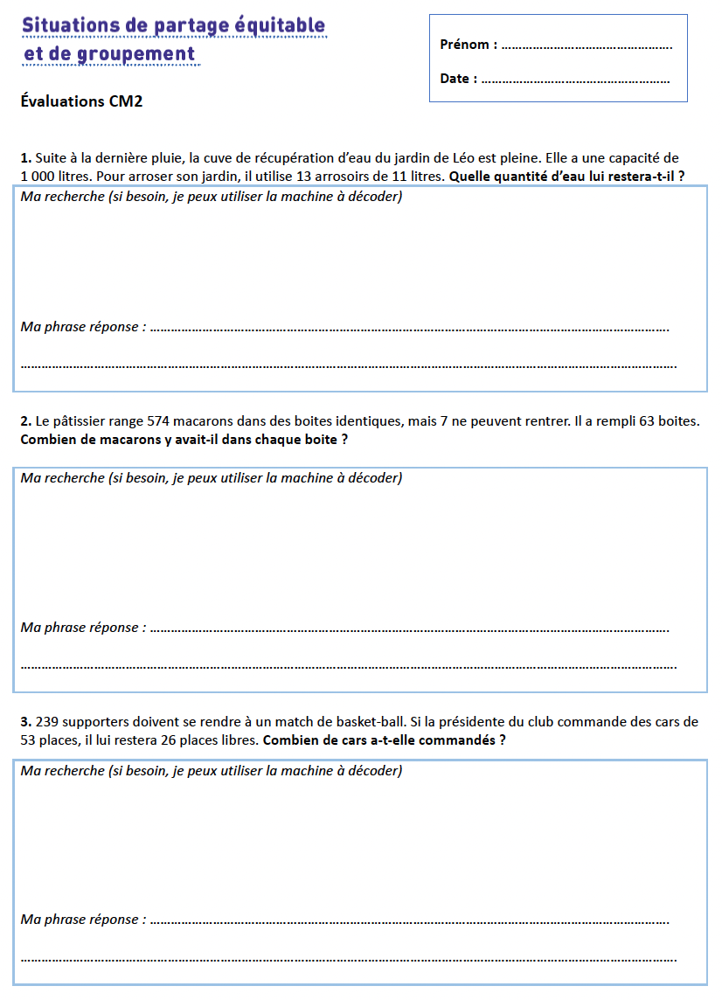 Situations de partage équitable
et de groupement
Prénom : ……………………………………………
Date : ………………………………………………
Évaluations CM2
1. Suite à la dernière pluie, la cuve de récupération d’eau du jardin de Léo est pleine. Elle a une capacité de
1 000 litres. Pour arroser son jardin, il utilise 13 arrosoirs de 11 litres. Quelle quantité d’eau lui restera-t-il ?
Ma recherche (si besoin, je peux utiliser la machine à décoder)
Ma phrase réponse : ………………………………………………………………………………………………………………………………….
…………………………………………………………………………………………………………………………………………………………………….
2. Le pâtissier range 574 macarons dans des boites identiques, mais 7 ne peuvent rentrer. Il a rempli 63 boites.
Combien de macarons y avait-il dans chaque boite ?
Ma recherche (si besoin, je peux utiliser la machine à décoder)
Ma phrase réponse : ………………………………………………………………………………………………………………………………….
…………………………………………………………………………………………………………………………………………………………………….
3. 239 supporters doivent se rendre à un match de basket-ball. Si la présidente du club commande des cars de
53 places, il lui restera 26 places libres. Combien de cars a-t-elle commandés ?
Ma recherche (si besoin, je peux utiliser la machine à décoder)
Ma phrase réponse : ………………………………………………………………………………………………………………………………….
…………………………………………………………………………………………………………………………………………………………………….